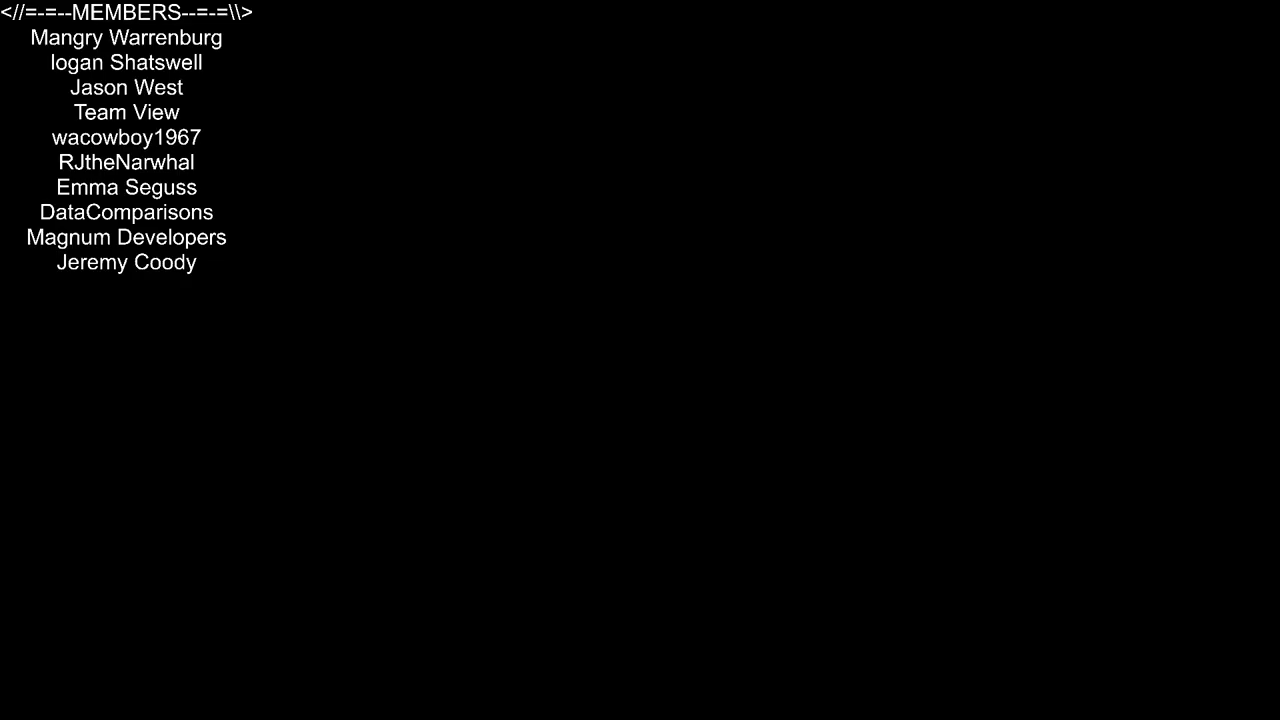 <//=-=--MEMBERS--=-=\\>
Mangry Warrenburg
logan Shatswell
Jason West
Team View
wacowboy1967
RJtheNarwhal
Emma Seguss
DataComparisons
Magnum Developers
Jeremy Coody